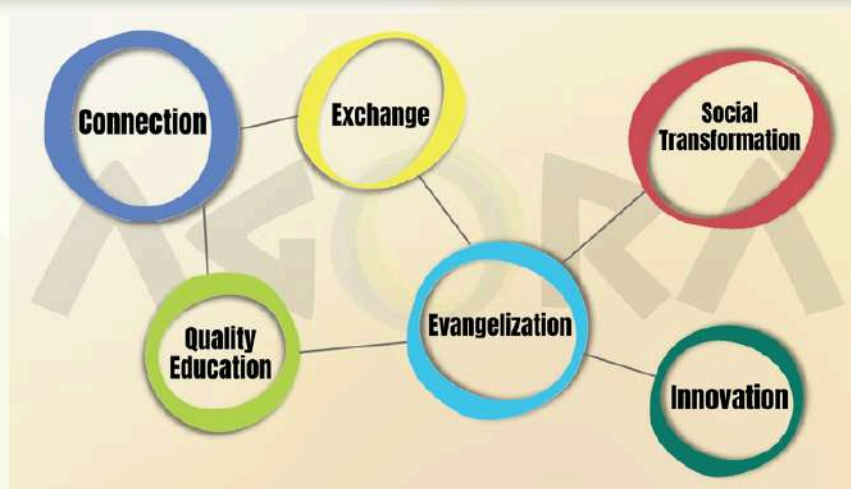 Connection
Exchange
Social
Transformation
AGORA
Quality
Education
Evangelization
Innovation